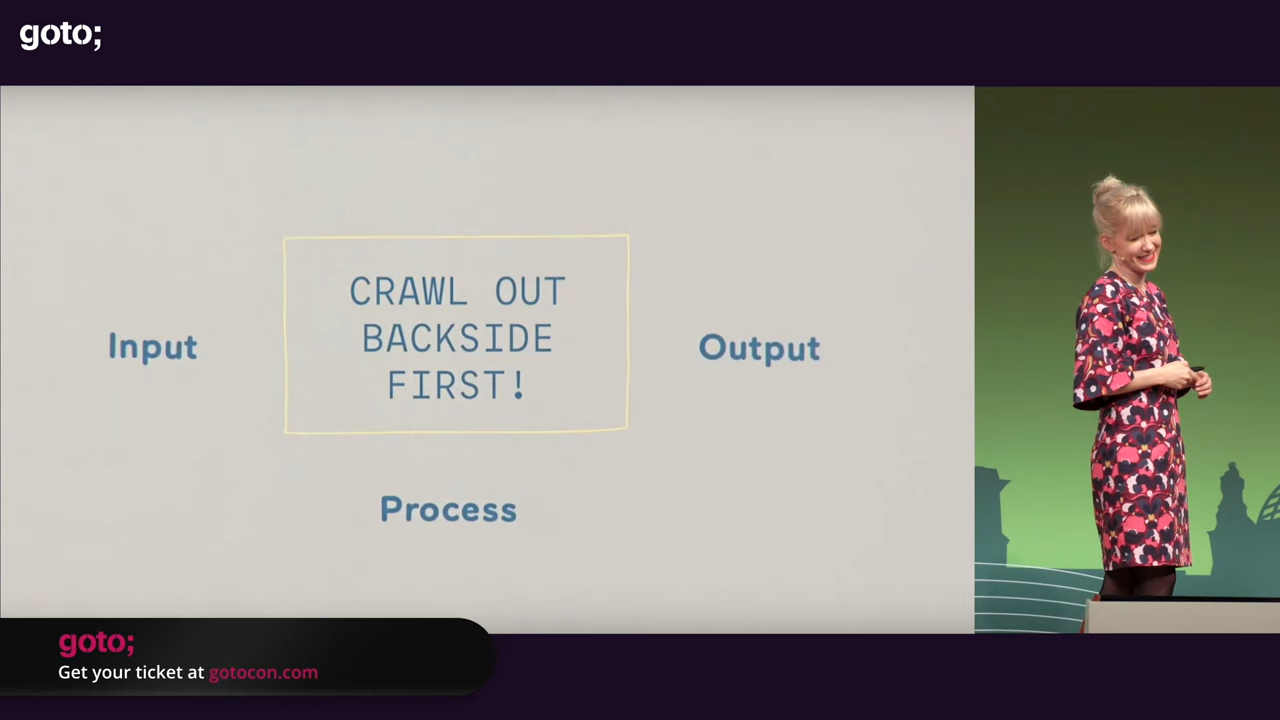 goto;
Input
CRAWL OUT
BACKSIDE
FIRST!
Output
Process
goto;
Get your ticket at gotocon.com